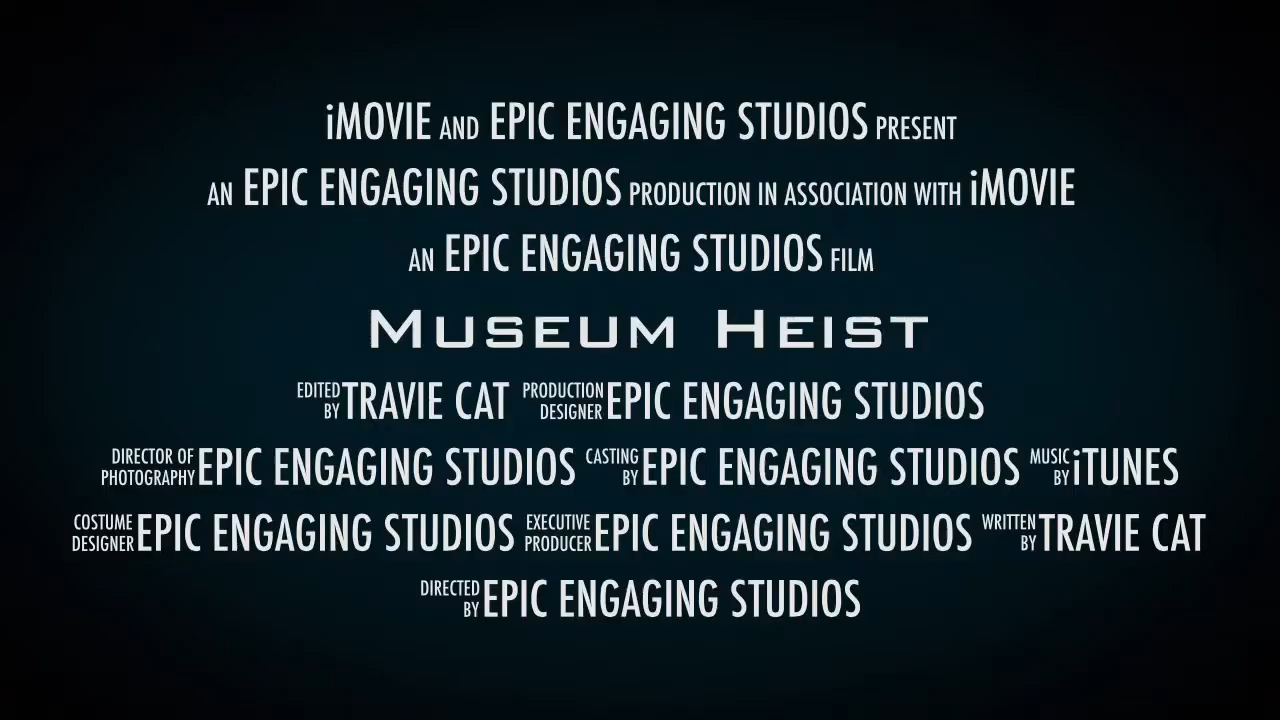 iMOVIE AND EPIC ENGAGING STUDIOS PRESENT
AN EPIC ENGAGING STUDIOS PRODUCTION IN ASSOCIATION WITH iMOVIE
AN EPIC ENGAGING STUDIOS FILM
MUSEUM HEIST
EDITED BY TRAVIE CAT PRODUCTION DESIGNER EPIC ENGAGING STUDIOS
DIRECTOR OF PHOTOGRAPHY EPIC ENGAGING STUDIOS CASTING BY EPIC ENGAGING STUDIOS MUSIC BY iTUNES
COSTUME DESIGNER EPIC ENGAGING STUDIOS EXECUTIVE PRODUCER EPIC ENGAGING STUDIOS WRITTEN BY TRAVIE CAT
DIRECTED BY EPIC ENGAGING STUDIOS